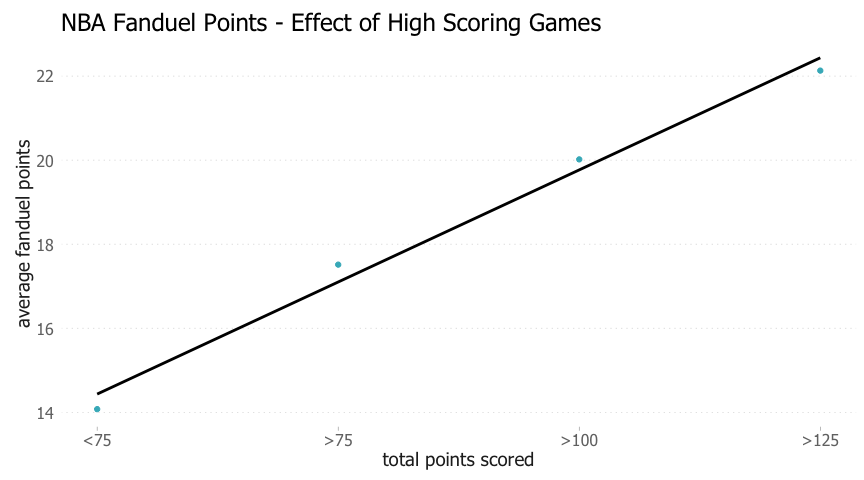 NBA Fanduel Points - Effect of High Scoring Games
average fanduel points
22
20
18
16
14
<75 >75 >100 >125
total points scored